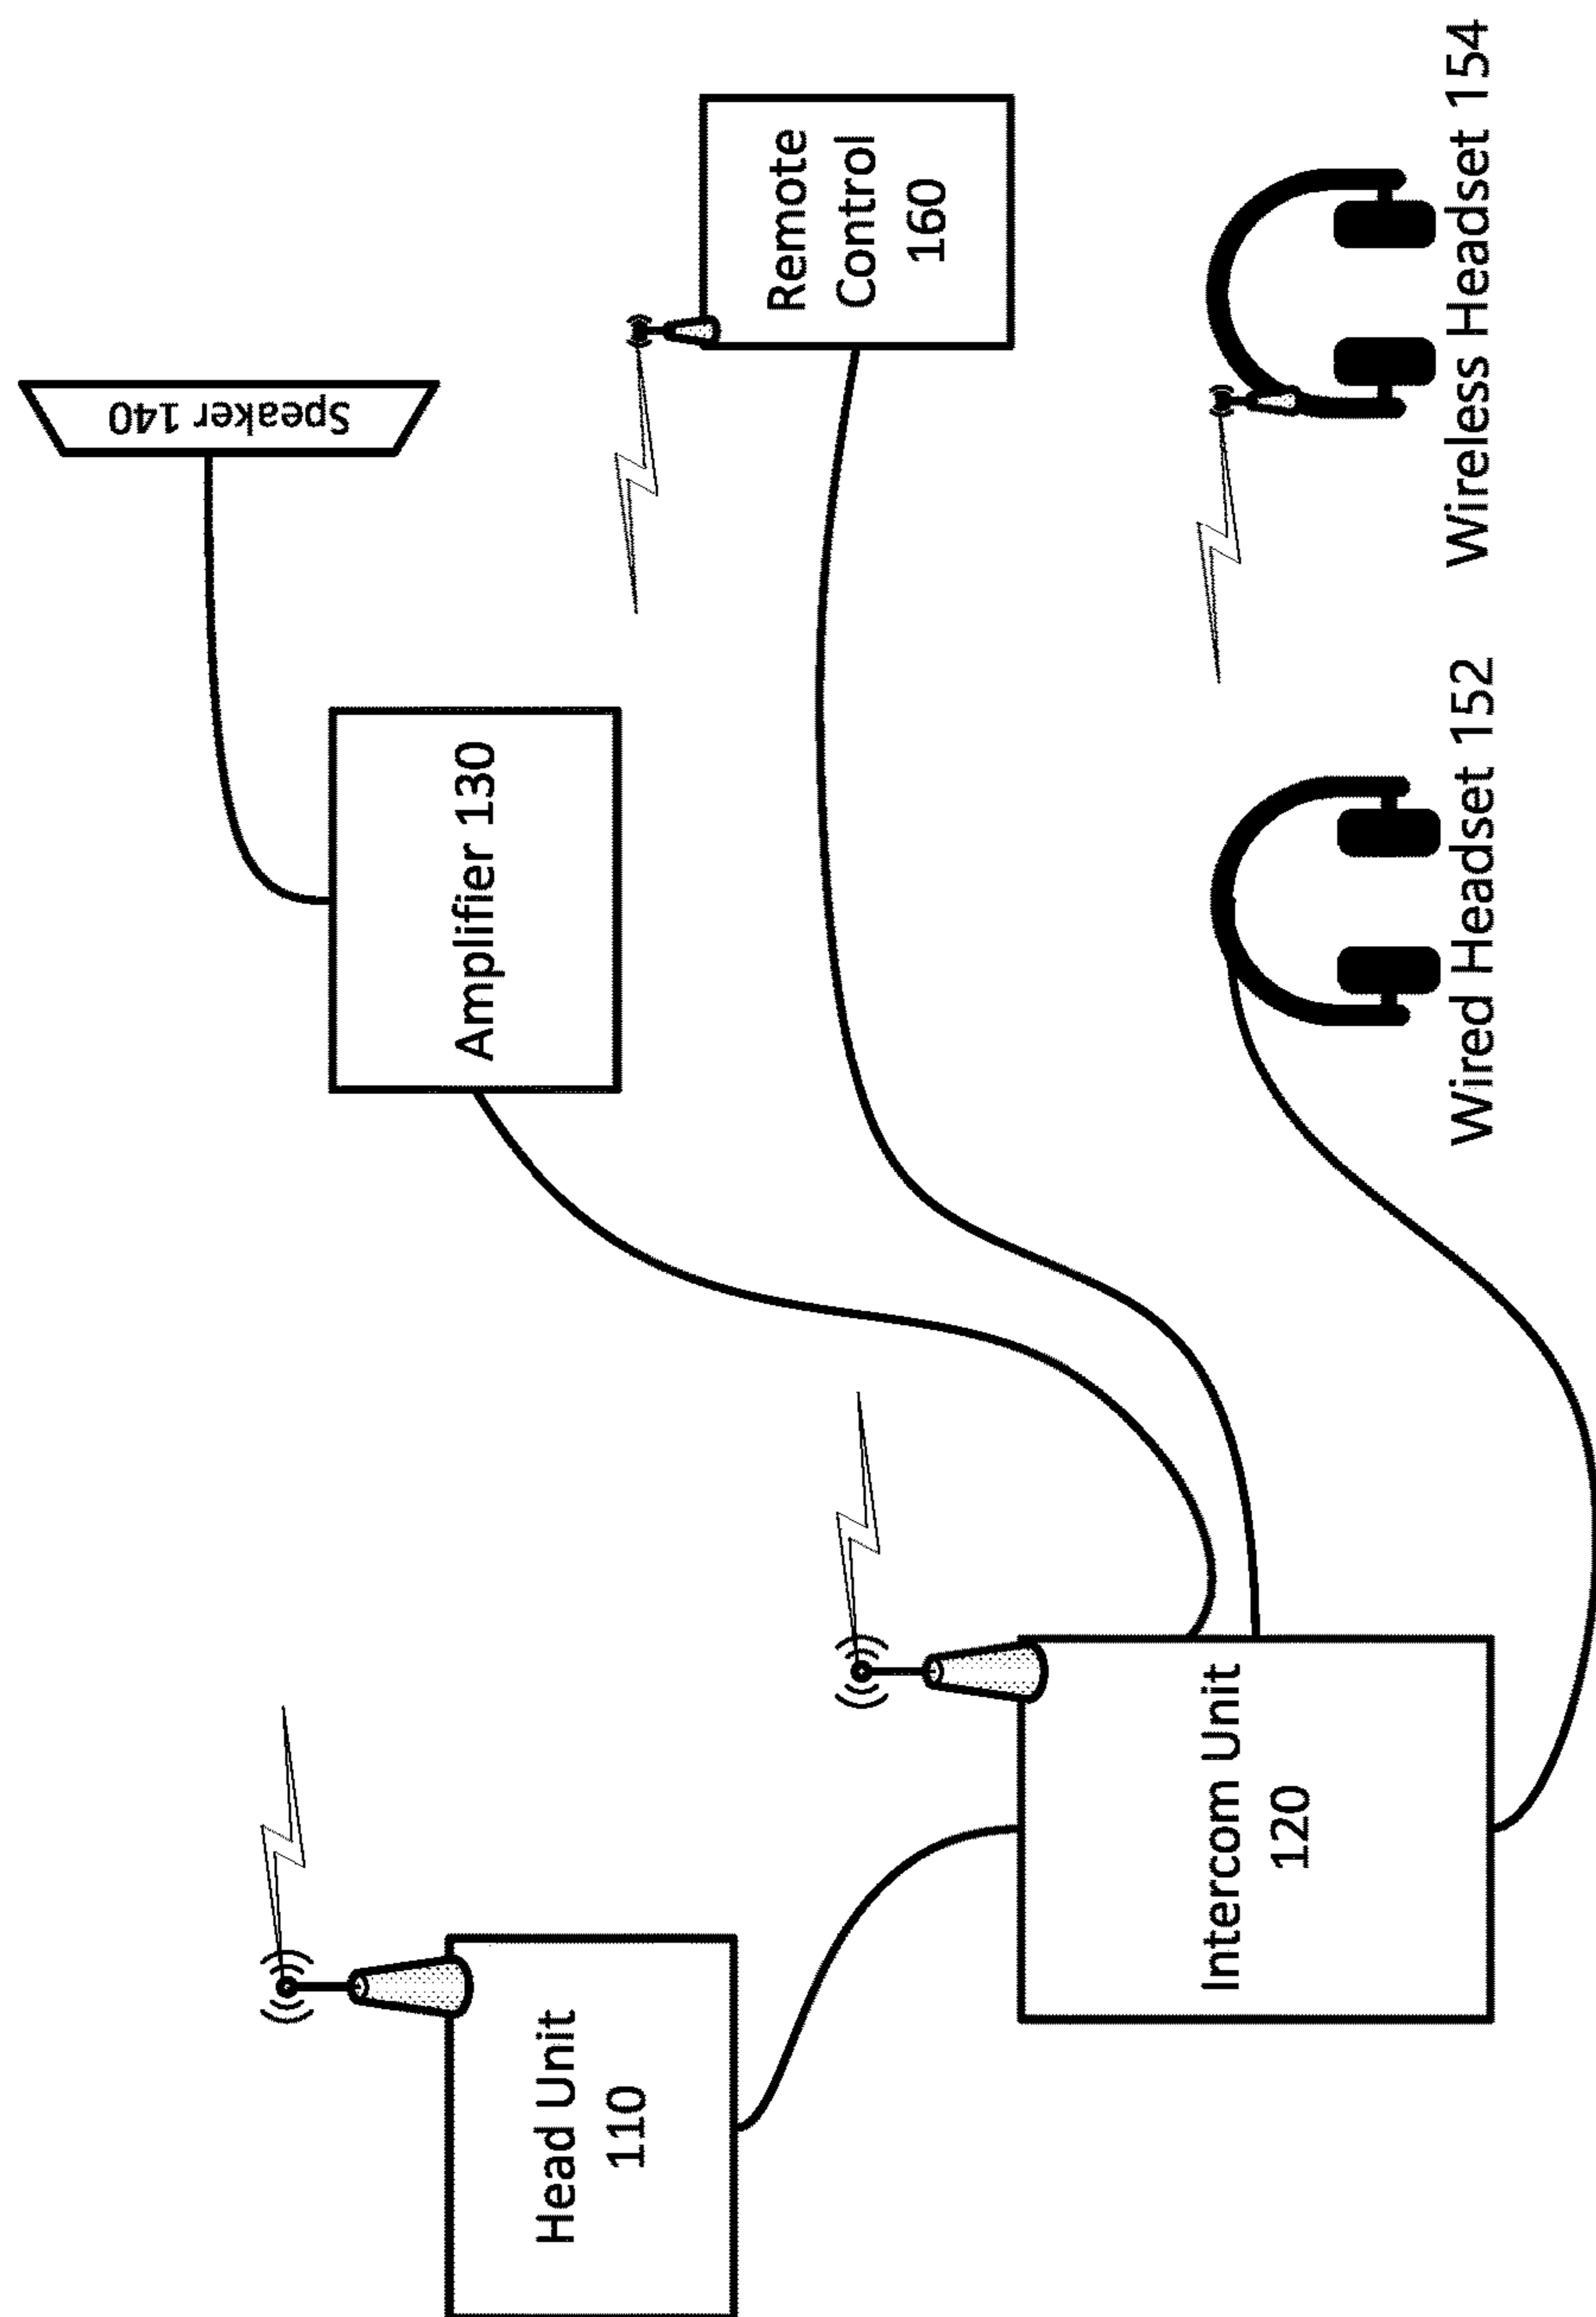 Head Unit
110
Intercom Unit
120
Amplifier 130
Speaker 140
Remote
Control
160
Wired Headset 152
Wireless Headset 154